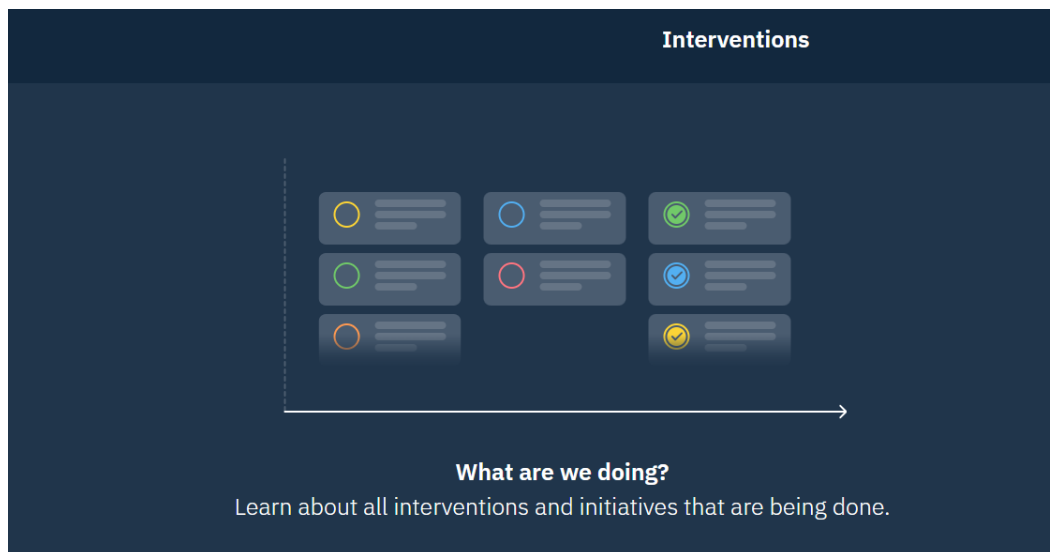 Interventions
What are we doing?
Learn about all interventions and initiatives that are being done.